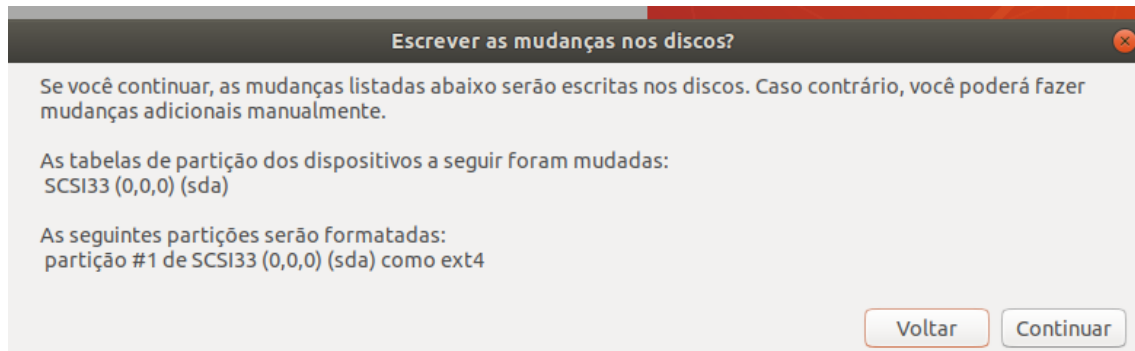 Escrever as mudanças nos discos?
Se você continuar, as mudanças listadas abaixo serão escritas nos discos. Caso contrário, você poderá fazer
mudanças adicionais manualmente.
As tabelas de partição dos dispositivos a seguir foram mudadas:
SCSI33 (0,0,0) (sda)
As seguintes partições serão formatadas:
partição #1 de SCSI33 (0,0,0) (sda) como ext4
Voltar Continuar